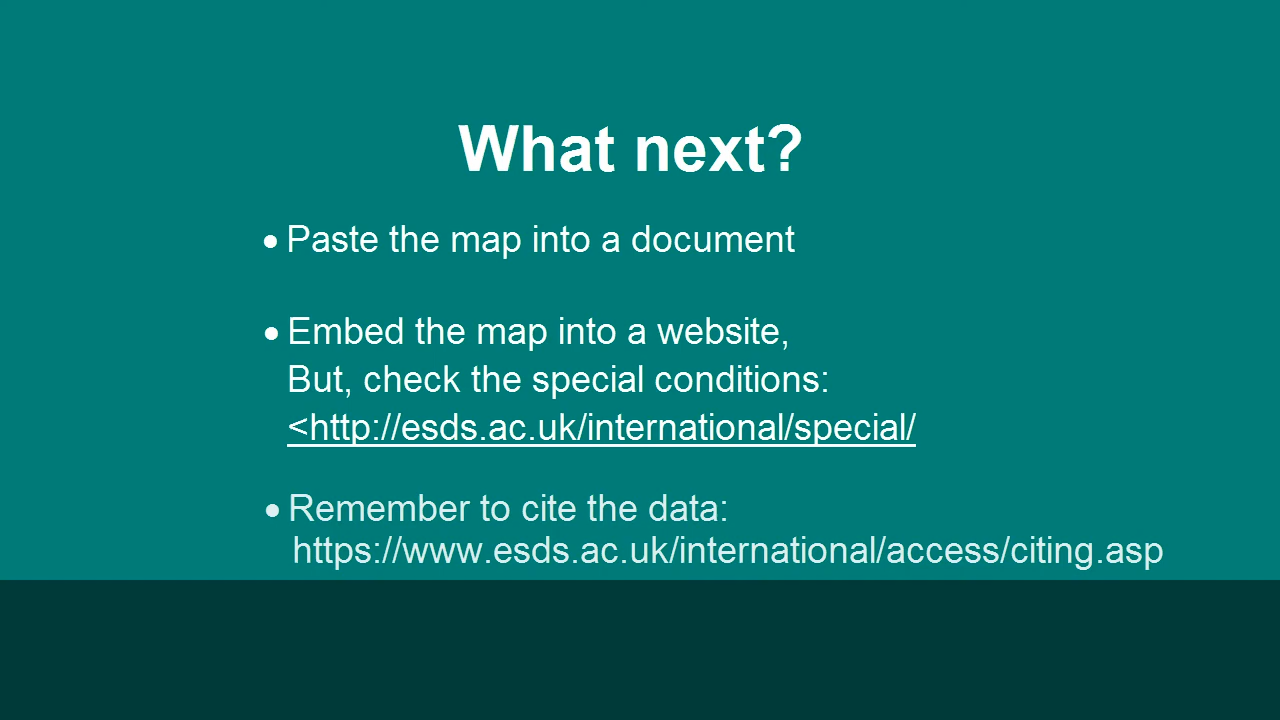 What next?
• Paste the map into a document
• Embed the map into a website,
But, check the special conditions:
<http://esds.ac.uk/international/special/
• Remember to cite the data:
https://www.esds.ac.uk/international/access/citing.asp